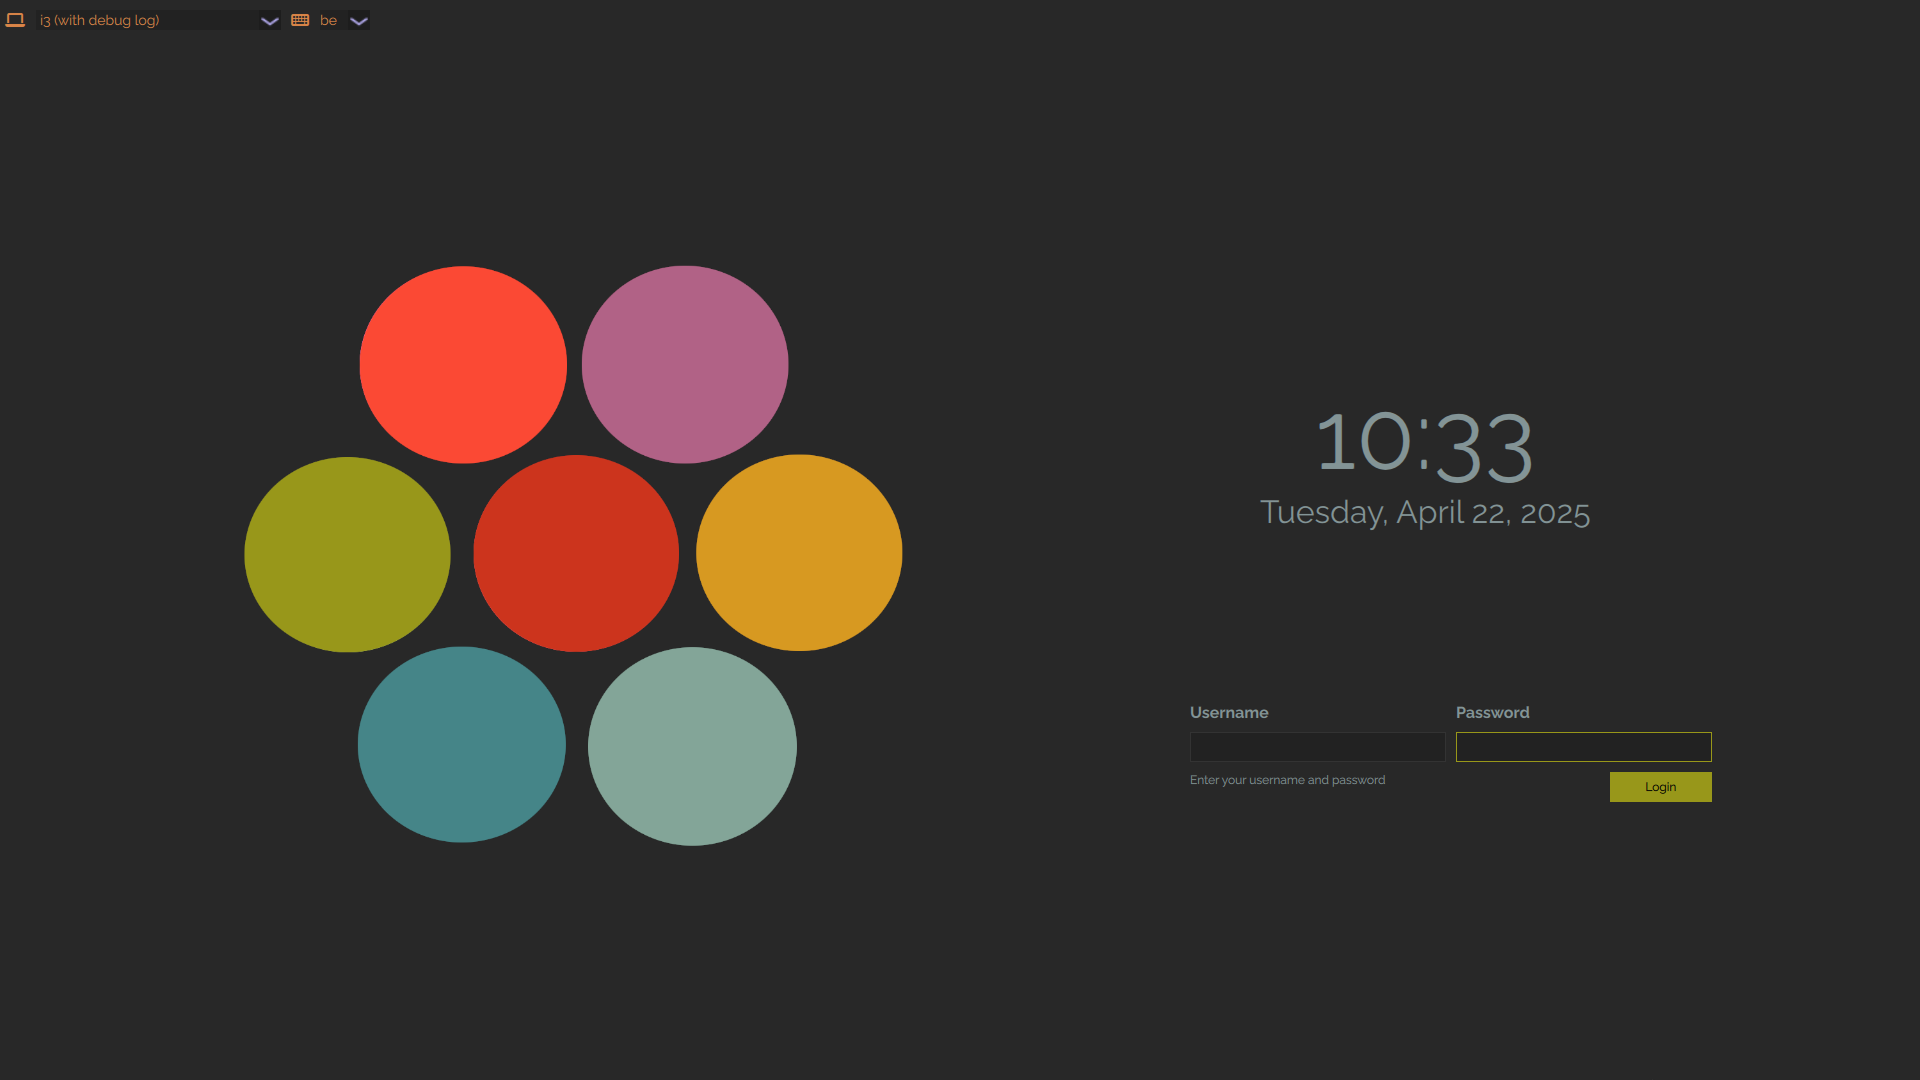 i3 (with debug log) be
10:33
Tuesday, April 22, 2025
Username Password
Enter your username and password
Login